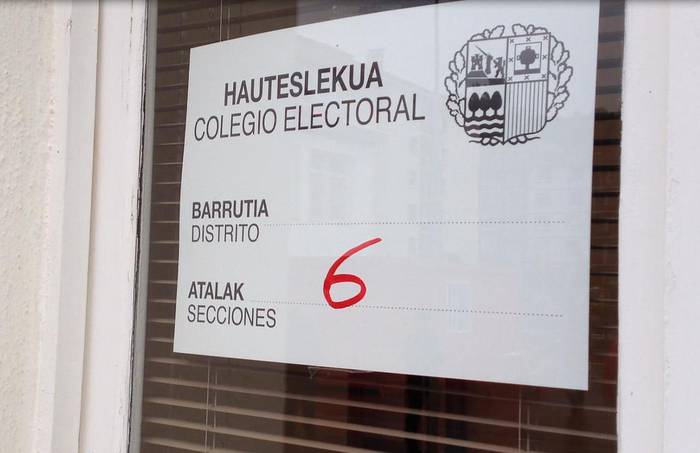 HAUTESLEKUA
COLEGIO ELECTORAL
BARRUTIA
DISTRITO
ATALAK 6
SECCIONES